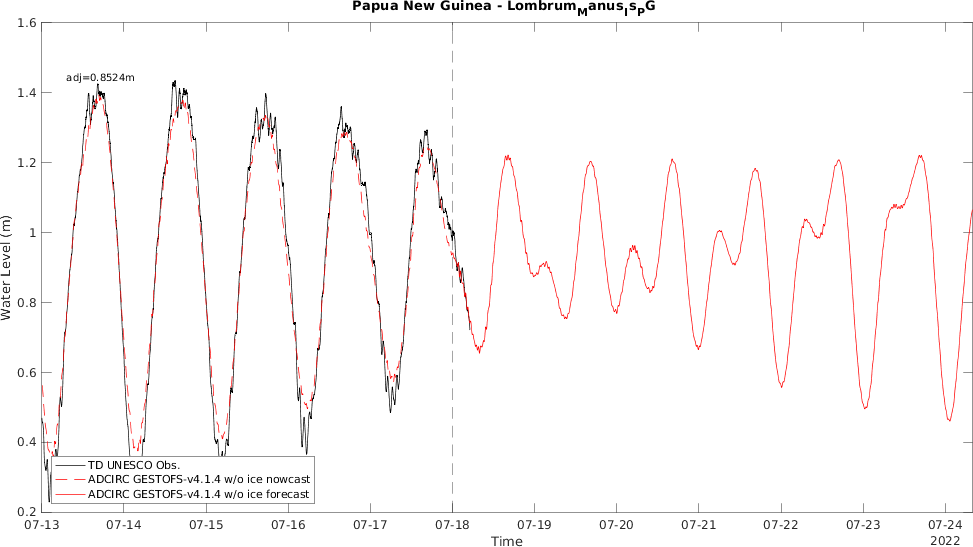 Papua New Guinea - LombrumManusIsPG
adj=0.8524m
Water Level (m)
1.6
1.4
1.2
1
0.8
0.6
0.4
0.2
TD UNESCO Obs.
ADCIRC GESTOFS-v4.1.4 w/o ice nowcast
ADCIRC GESTOFS-v4.1.4 w/o ice forecast
07-13 07-14 07-15 07-16 07-17 07-18 07-19 07-20 07-21 07-22 07-23 07-24
Time 2022